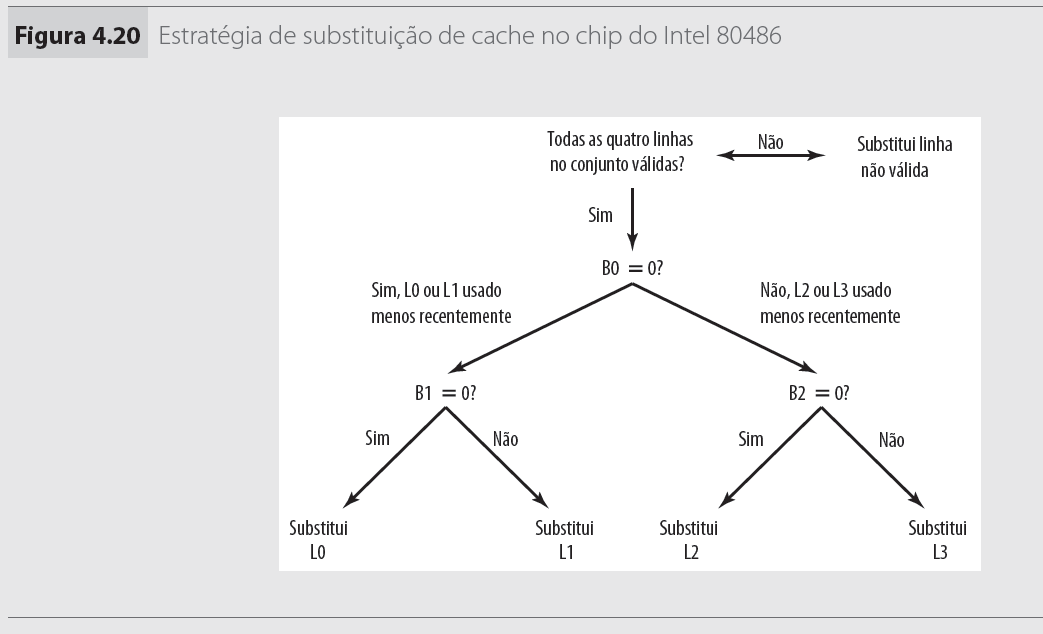 Figura 4.20 Estratégia de substituição de cache no chip do Intel 80486
Todas as quatro linhas
no conjunto válidas?
Não
Substitui linha
não válida
Sim
B0 = 0?
Sim, L0 ou L1 usado
menos recentemente
Não, L2 ou L3 usado
menos recentemente
B1 = 0?
B2 = 0?
Sim
Não
Sim
Não
Substitui
L0
Substitui
L1
Substitui
L2
Substitui
L3